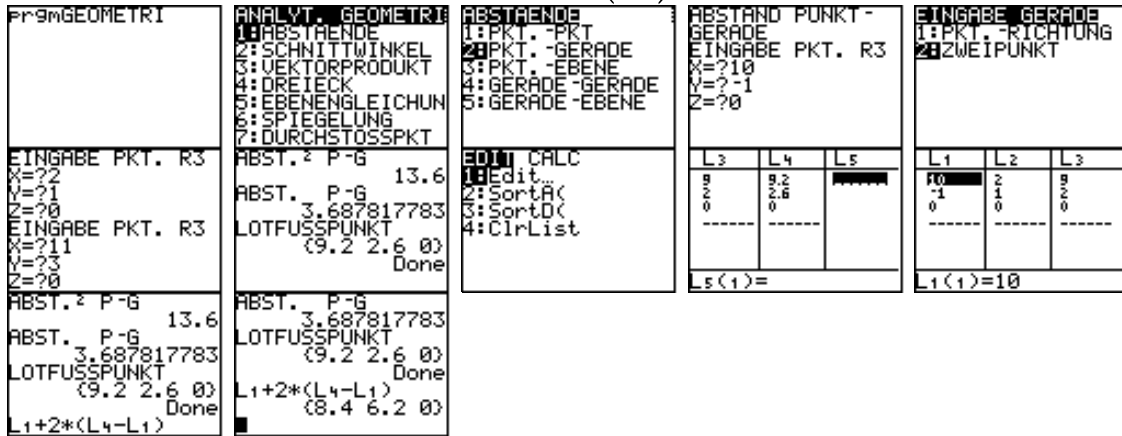 prgmGEOMETRI
ANALYT. GEOMETRI
1:ABSTAENDE
2:SCHNITTWINKEL
3:VEKTORPRODUKT
4:DREIECK
5:EBENENGLEICHUN
6:SPIEGELUNG
7:DURCHSTOSSPKT
ABSTAENDE
1:PKT.-PKT
2:PKT.-GERADE
3:PKT.-EBENE
4:GERADE-GERADE
5:GERADE-EBENE
ABSTAND PUNKT-
GERADE
EINGABE PKT. R3
X=?10
Y=?-1
Z=?0
EINGABE GERADE
1:PKT.-RICHTUNG
2:ZWEIPUNKT
EINGABE PKT. R3
X=?2
Y=?1
Z=?0
EINGABE PKT. R3
X=?11
Y=?3
Z=?0
ABST.² P-G
13.6
ABST. P-G
3.687817783
LOTFUSSPUNKT
{9.2 2.6 0}
Done
EDIT CALC
1:Edit…
2:SortA(
3:SortD(
4:ClrList
L3 L4 L5
9 9.2
2 2.6
0 0
L5(1)=
L1 L2 L3
10 2 9
-1 1 2
0 0 0
L1(1)=10
ABST.² P-G
13.6
ABST. P-G
3.687817783
LOTFUSSPUNKT
{9.2 2.6 0}
Done
L1+2*(L4-L1)
ABST. P-G
3.687817783
LOTFUSSPUNKT
{9.2 2.6 0}
Done
L1+2*(L4-L1)
{8.4 6.2 0}